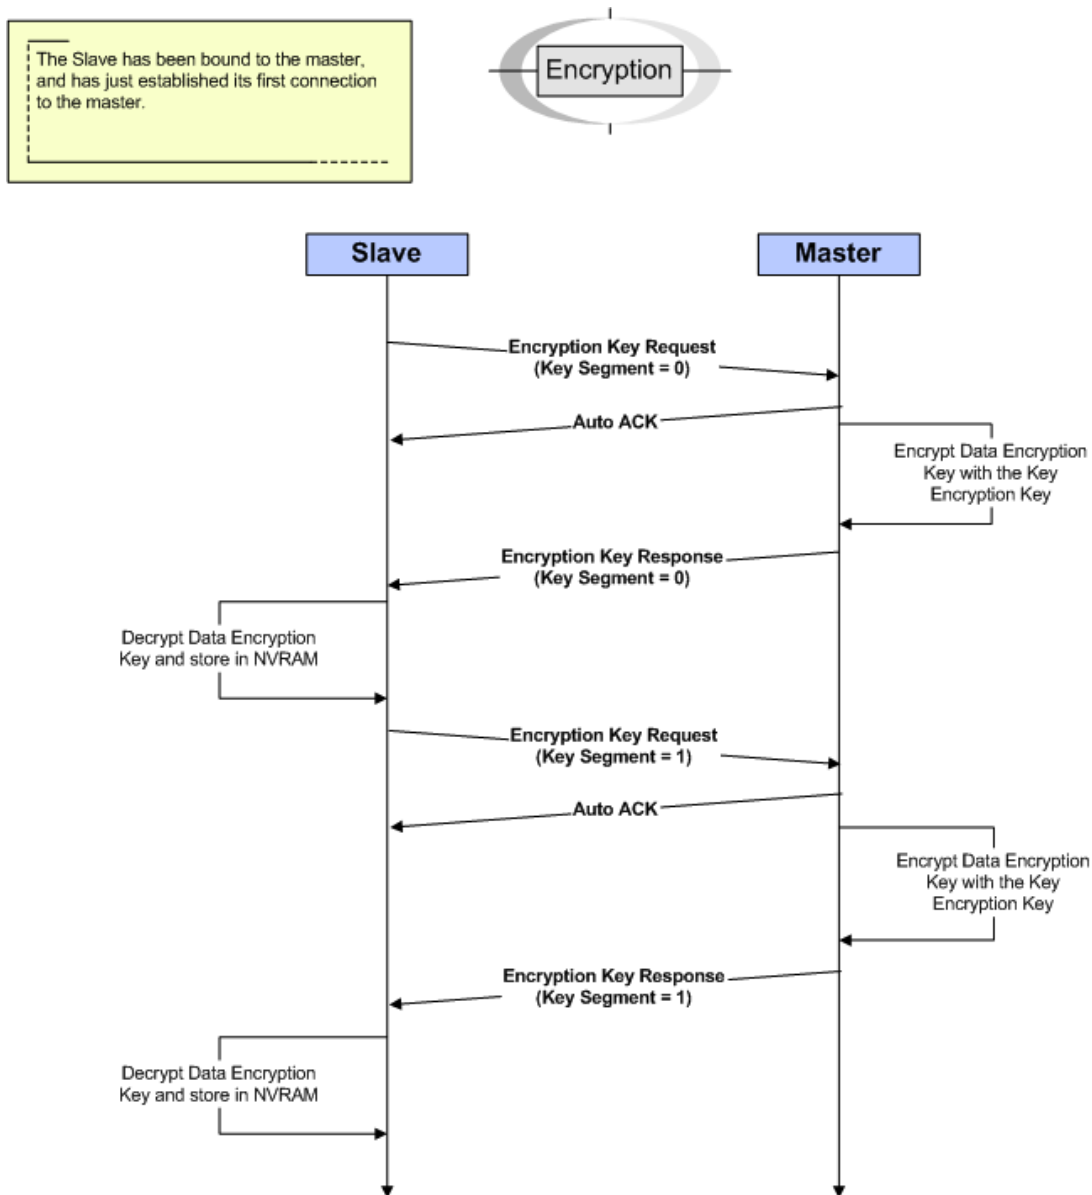 The Slave has been bound to the master,
and has just established its first connection
to the master.
Encryption
Slave
Master
Encryption Key Request
(Key Segment = 0)
Auto ACK
Encrypt Data Encryption
Key with the Key
Encryption Key
Encryption Key Response
(Key Segment = 0)
Decrypt Data Encryption
Key and store in NVRAM
Encryption Key Request
(Key Segment = 1)
Auto ACK
Encrypt Data Encryption
Key with the Key
Encryption Key
Encryption Key Response
(Key Segment = 1)
Decrypt Data Encryption
Key and store in NVRAM